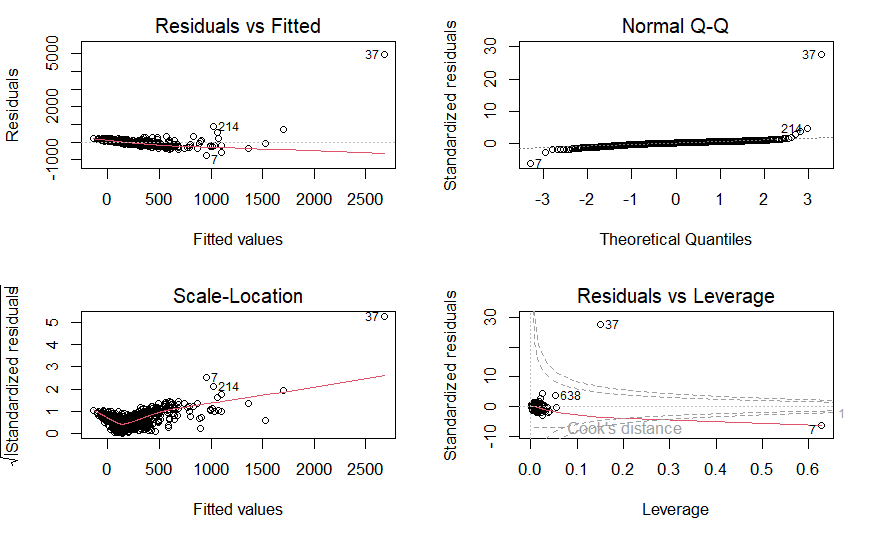 Residuals vs Fitted
Residuals
-1000 2000 5000
37
214
7
0 500 1000 1500 2000 2500
Fitted values
Normal Q-Q
Standardized residuals
0 10 20 30
37
214
7
-3 -2 -1 0 1 2 3
Theoretical Quantiles
Scale-Location
√|Standardized residuals|
0 1 2 3 4 5
37
7
214
0 500 1000 1500 2000 2500
Fitted values
Residuals vs Leverage
Standardized residuals
-10 0 10 20 30
37
638
1
7
Cook's distance
0.0 0.1 0.2 0.3 0.4 0.5 0.6
Leverage